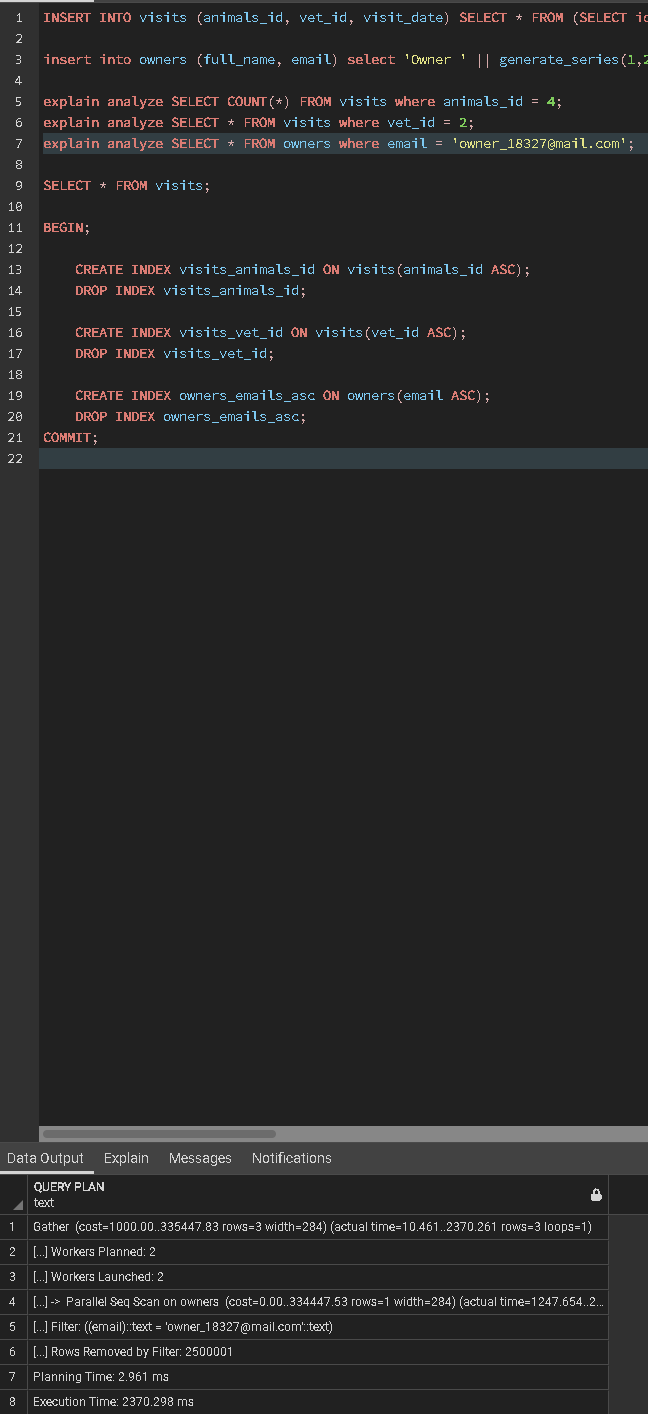 1 INSERT INTO visits (animals_id, vet_id, visit_date) SELECT * FROM (SELECT
2
3 insert into owners (full_name, email) select 'Owner ' || generate_series(1,
4
5 explain analyze SELECT COUNT(*) FROM visits where animals_id = 4;
6 explain analyze SELECT * FROM visits where vet_id = 2;
7 explain analyze SELECT * FROM owners where email = 'owner_18327@mail.com';
8
9 SELECT * FROM visits;
10
11 BEGIN;
12
13 CREATE INDEX visits_animals_id ON visits(animals_id ASC);
14 DROP INDEX visits_animals_id;
15
16 CREATE INDEX visits_vet_id ON visits(vet_id ASC);
17 DROP INDEX visits_vet_id;
18
19 CREATE INDEX owners_emails_asc ON owners(email ASC);
20 DROP INDEX owners_emails_asc;
21 COMMIT;
22
Data Output Explain Messages Notifications
QUERY PLAN
text
1 Gather (cost=1000.00..335447.83 rows=3 width=284) (actual time=10.461..2370.261 rows=3 loops=1)
2 [...] Workers Planned: 2
3 [...] Workers Launched: 2
4 [...] -> Parallel Seq Scan on owners (cost=0.00..334447.53 rows=1 width=284) (actual time=1247.654..2...
5 [...] Filter: ((email)::text = 'owner_18327@mail.com'::text)
6 [...] Rows Removed by Filter: 2500001
7 Planning Time: 2.961 ms
8 Execution Time: 2370.298 ms